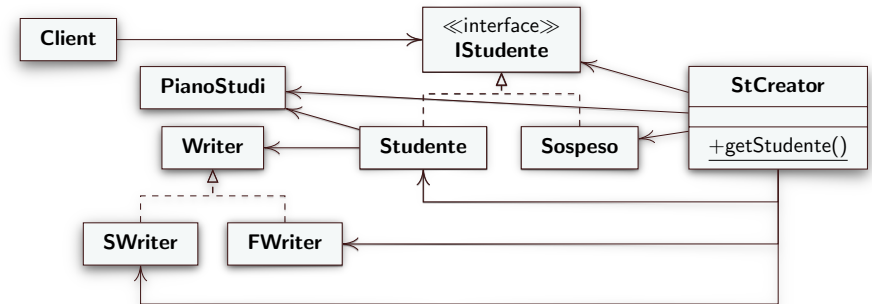 ≪interface≫
IStudente
Client
StCreator
PianoStudi
Writer
Studente
Sospeso
+getStudente()
SWriter
FWriter